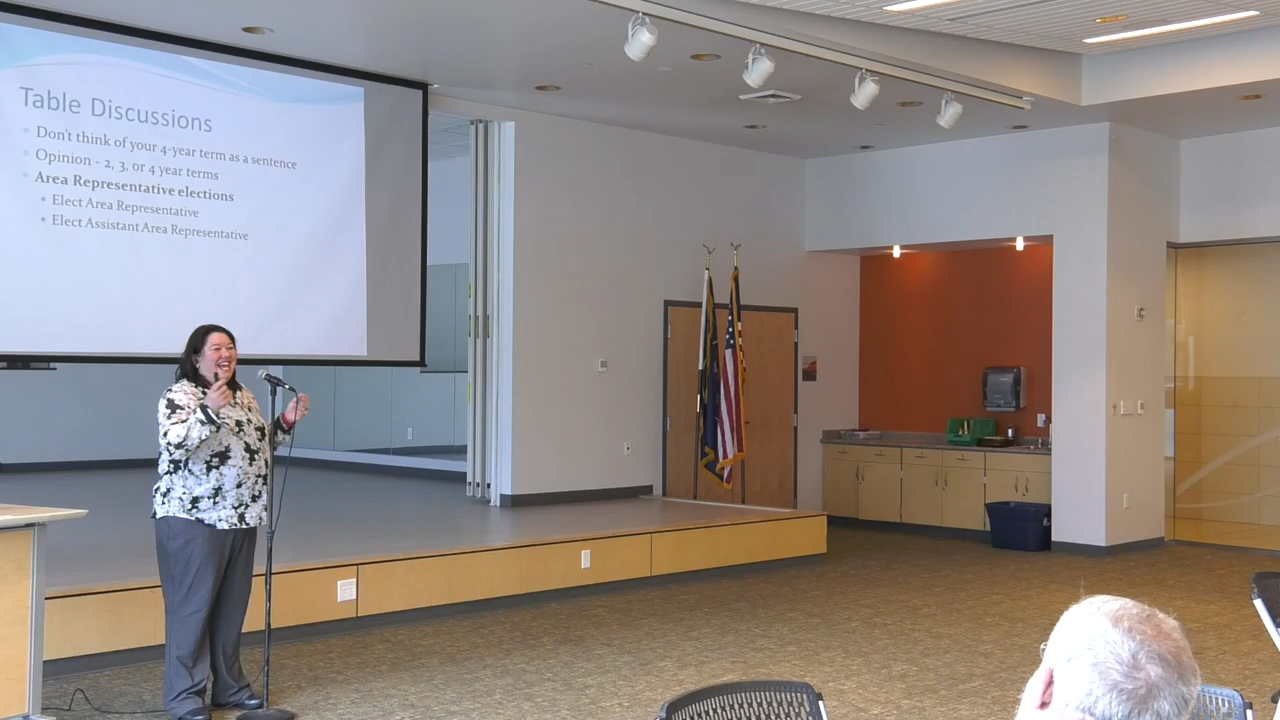 Table Discussions
Don't think of your 4-year term as a sentence
Opinion - 2, 3, or 4 year terms
Area Representative elections
Elect Area Representative
Elect Assistant Area Representative